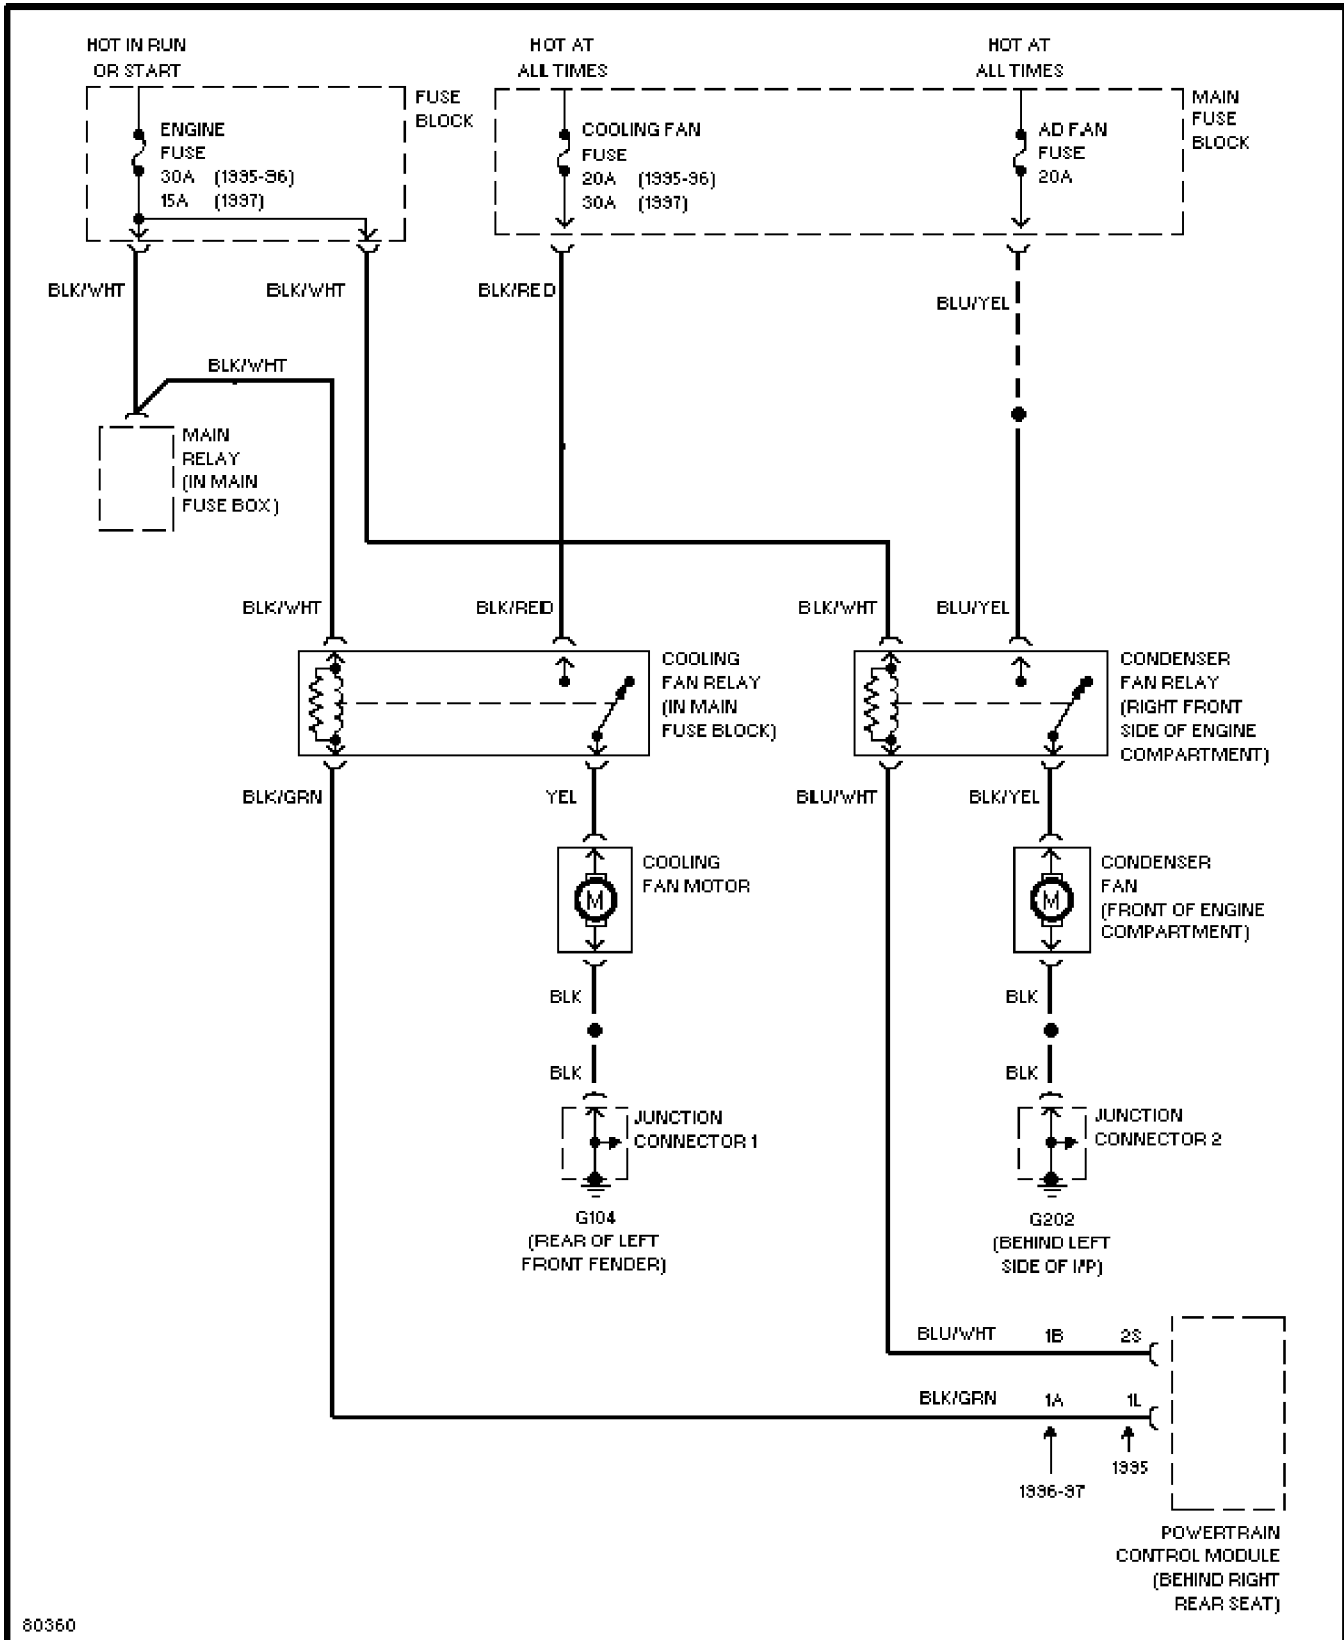 HOT IN RUN
OR START
HOT AT
ALL TIMES
HOT AT
ALL TIMES
FUSE
BLOCK
ENGINE
FUSE
30A (1995-96)
15A (1997)
COOLING FAN
FUSE
20A (1995-96)
30A (1997)
AD FAN
FUSE
20A
MAIN
FUSE
BLOCK
BLK/WHT
BLK/WHT
BLK/RED
BLU/YEL
BLK/WHT
MAIN
RELAY
(IN MAIN
FUSE BOX)
BLK/WHT
BLK/RED
BLK/WHT
BLU/YEL
COOLING
FAN RELAY
(IN MAIN
FUSE BLOCK)
CONDENSER
FAN RELAY
(RIGHT FRONT
SIDE OF ENGINE
COMPARTMENT)
BLK/GRN
YEL
BLU/WHT
BLK/YEL
M
COOLING
FAN MOTOR
M
CONDENSER
FAN
(FRONT OF ENGINE
COMPARTMENT)
BLK
BLK
BLK
BLK
JUNCTION
CONNECTOR 1
JUNCTION
CONNECTOR 2
G104
(REAR OF LEFT
FRONT FENDER)
G202
(BEHIND LEFT
SIDE OF I/P)
BLU/WHT 1B 2S
BLK/GRN 1A 1L
1995
1996-97
POWERTRAIN
CONTROL MODULE
(BEHIND RIGHT
REAR SEAT)
80360